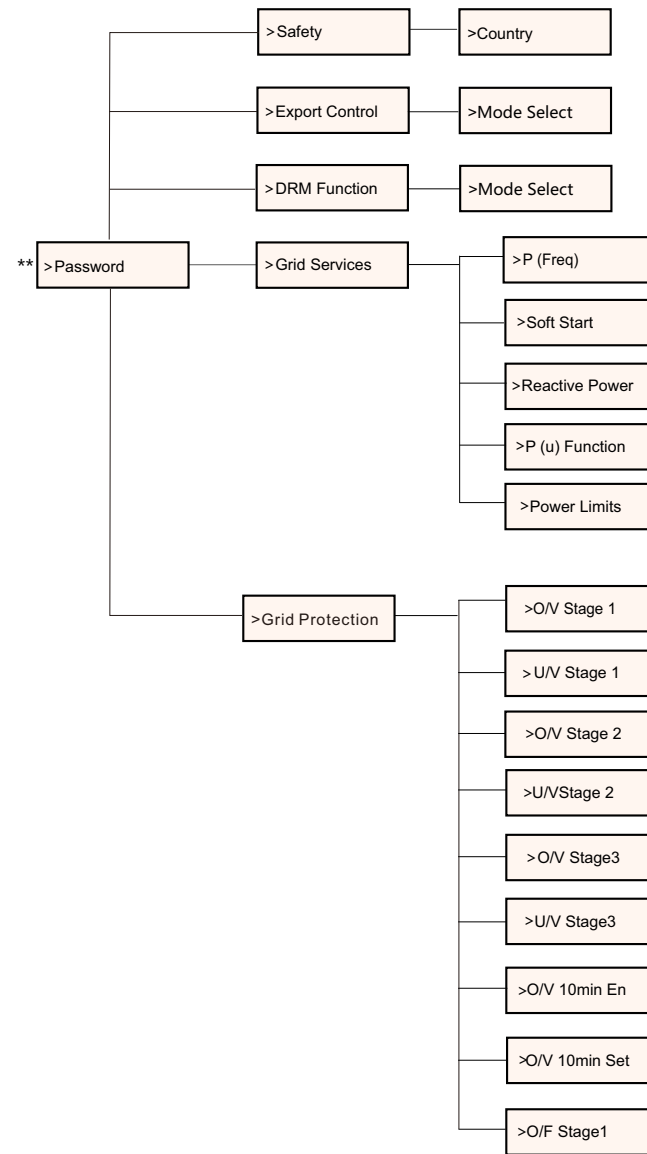 >Safety
>Country
>Export Control
>Mode Select
>DRM Function
>Mode Select
** >Password
>Grid Services
>P (Freq)
>Soft Start
>Reactive Power
>P (u) Function
>Power Limits
>Grid Protection
>O/V Stage 1
> U/V Stage 1
>O/V Stage 2
>U/VStage 2
>O/V Stage3
>U/V Stage3
>O/V 10min En
>O/V 10min Set
>O/F Stage1